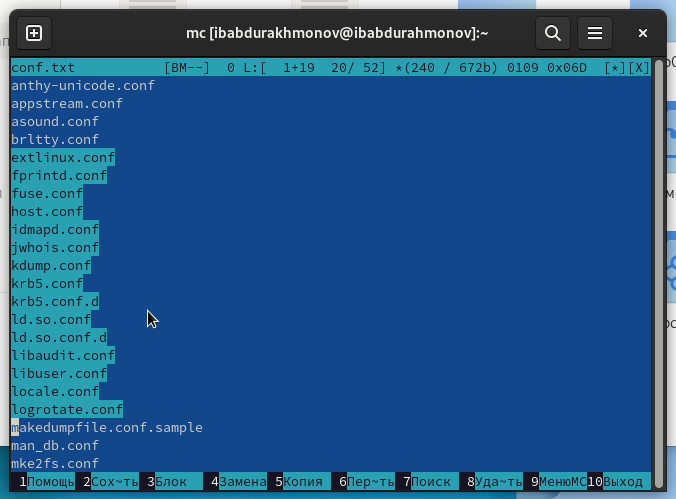 mc [ibabdurakhmonov@ibabdurahmonov]:~
conf.txt [BM--] 0 L:[ 1+19 20/ 52] *(240 / 672b) 0109 0x06D [*][X]
anthy-unicode.conf
appstream.conf
asound.conf
brltty.conf
extlinux.conf
fprintd.conf
fuse.conf
host.conf
idmapd.conf
jwhois.conf
kdump.conf
krb5.conf
krb5.conf.d
ld.so.conf
ld.so.conf.d
libaudit.conf
libuser.conf
locale.conf
logrotate.conf
makedumpfile.conf.sample
man_db.conf
mke2fs.conf
1Помощь 2Сох~ть 3Блок 4Замена 5Копия 6Пер~ть 7Поиск 8Уда~ть 9МенюMC 10Выход